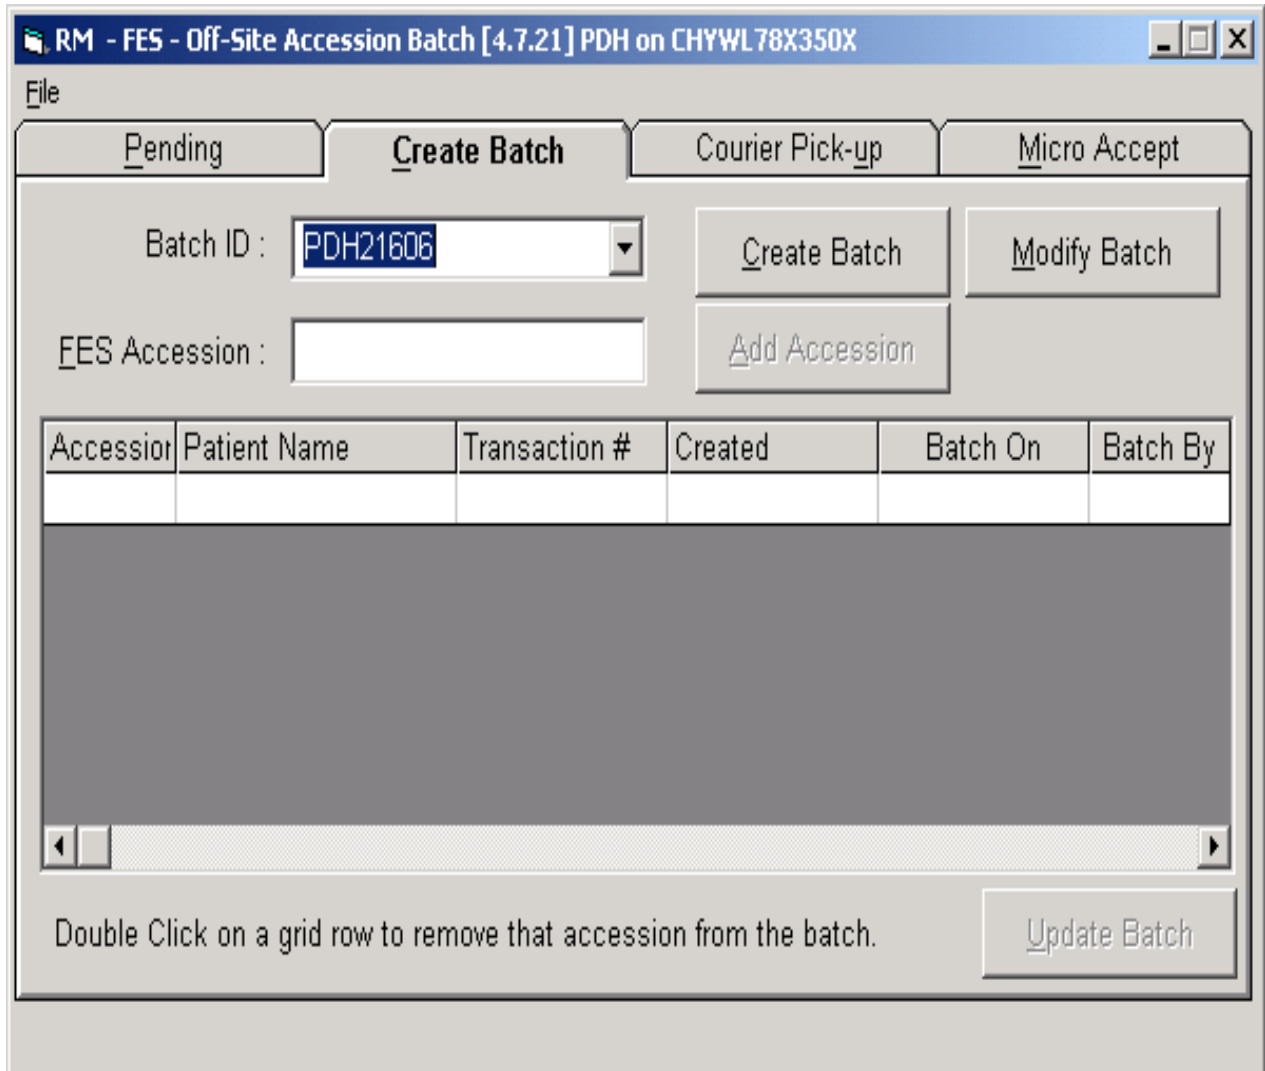 RM - FES - Off-Site Accession Batch [4.7.21] PDH on CHYWL78X350X
File
Pending Create Batch Courier Pick-up Micro Accept
Batch ID : PDH21606 Create Batch Modify Batch
FES Accession : Add Accession
Accession Patient Name Transaction # Created Batch On Batch By
Double Click on a grid row to remove that accession from the batch. Update Batch